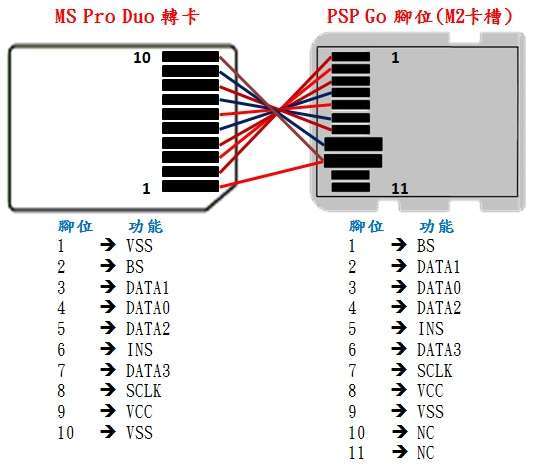 MS Pro Duo 轉卡
PSP Go 腳位(M2卡槽)
10
1
1
11
腳位 功能
1 → VSS
2 → BS
3 → DATA1
4 → DATA0
5 → DATA2
6 → INS
7 → DATA3
8 → SCLK
9 → VCC
10 → VSS
腳位 功能
1 → BS
2 → DATA1
3 → DATA0
4 → DATA2
5 → INS
6 → DATA3
7 → SCLK
8 → VCC
9 → VSS
10 → NC
11 → NC